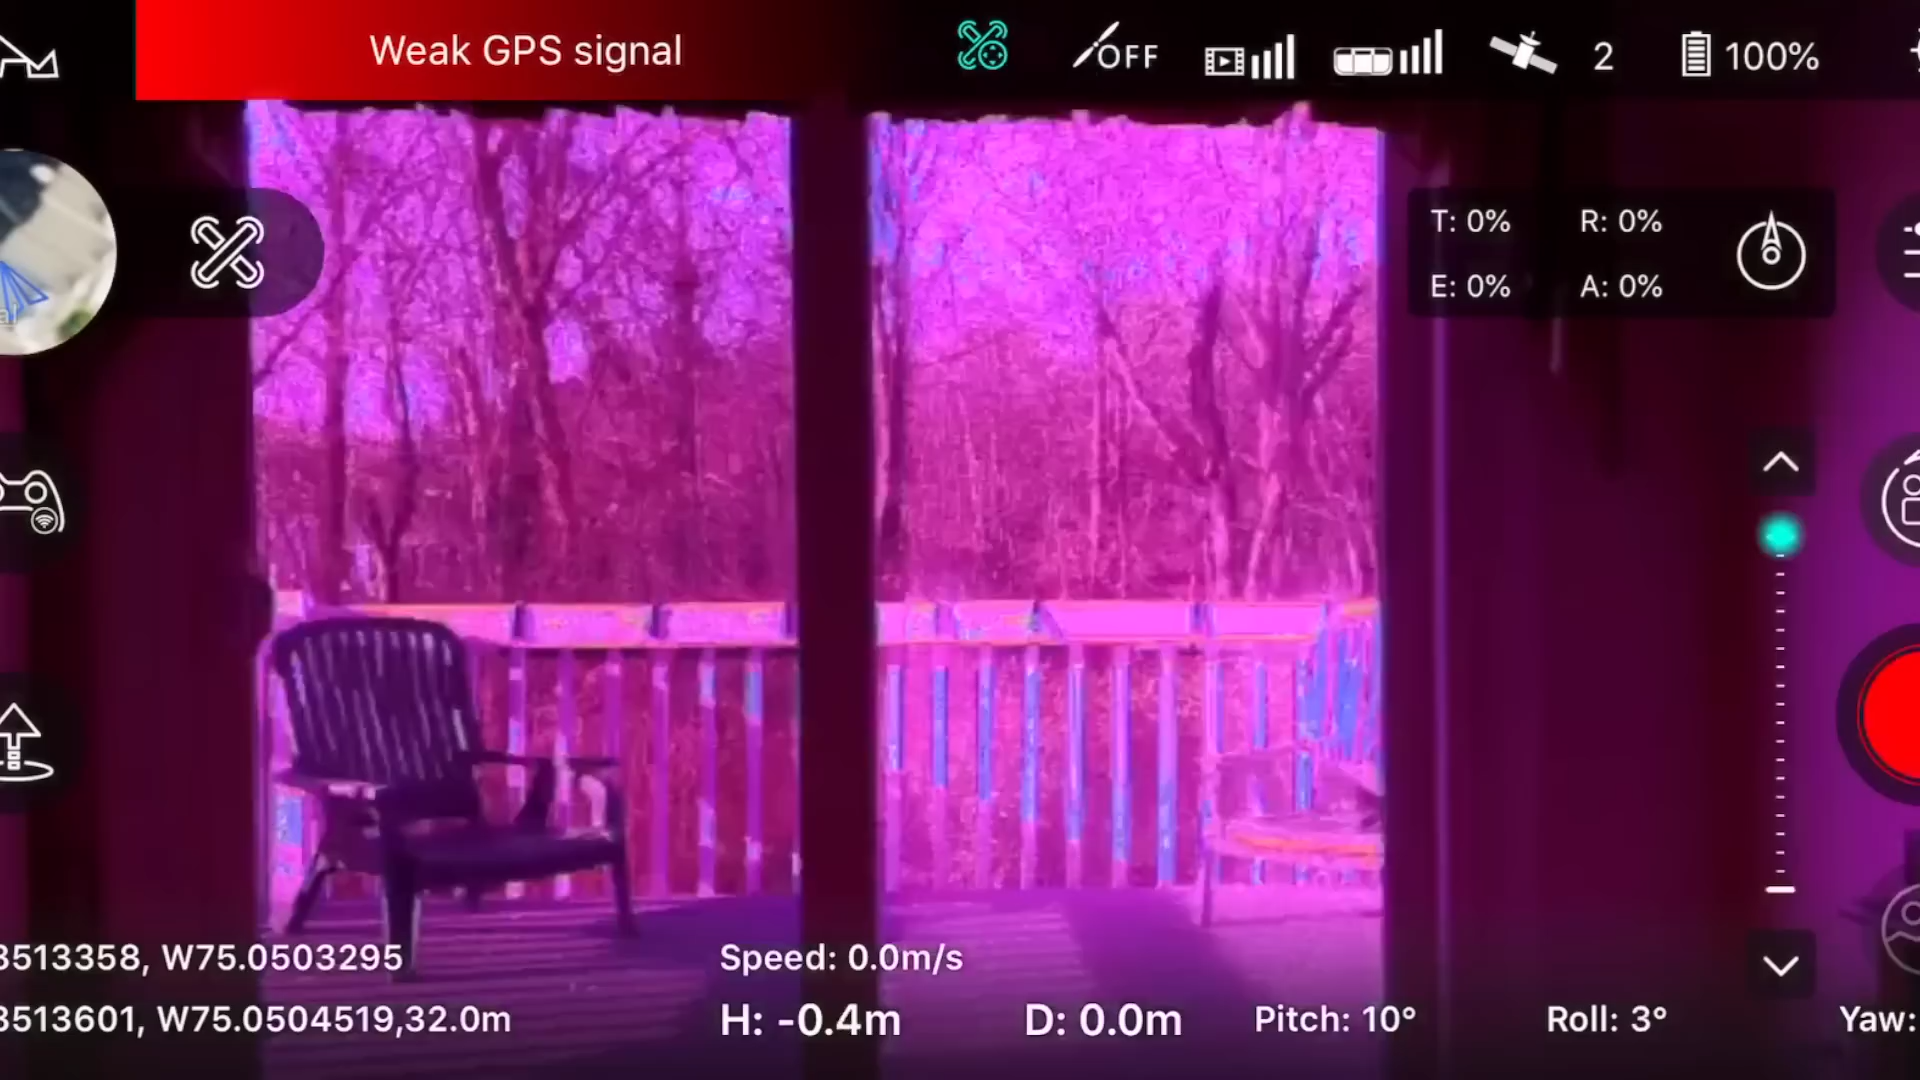 Weak GPS signal
OFF
2
100%
T: 0% R: 0%
E: 0% A: 0%
3513358, W75.0503295
Speed: 0.0m/s
3513601, W75.0504519,32.0m
H: -0.4m D: 0.0m Pitch: 10° Roll: 3° Yaw: